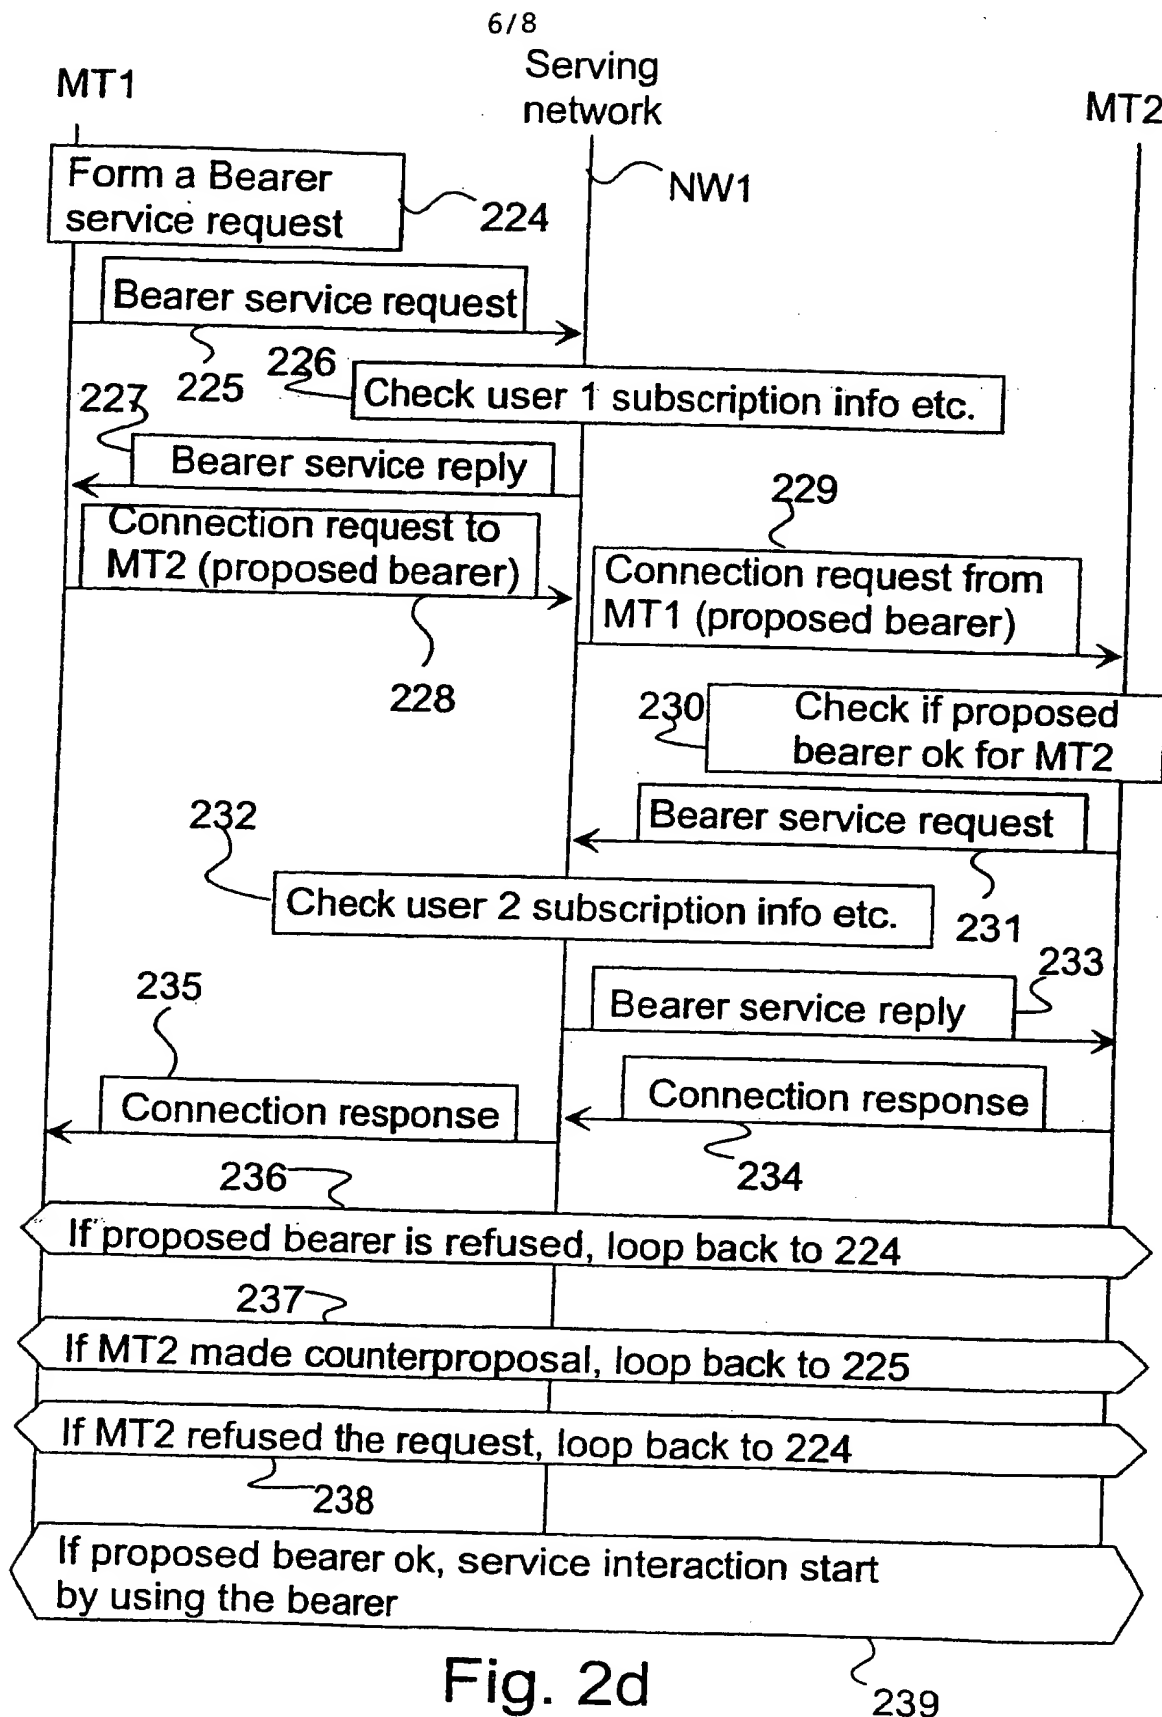 6/8
MT1
Serving
network
MT2
NW1
Form a Bearer
service request
224
Bearer service request
225
226
Check user 1 subscription info etc.
227
Bearer service reply
Connection request to
MT2 (proposed bearer)
228
229
Connection request from
MT1 (proposed bearer)
230
Check if proposed
bearer ok for MT2
Bearer service request
231
232
Check user 2 subscription info etc.
233
Bearer service reply
235
Connection response
Connection response
234
236
If proposed bearer is refused, loop back to 224
237
If MT2 made counterproposal, loop back to 225
If MT2 refused the request, loop back to 224
238
If proposed bearer ok, service interaction start
by using the bearer
239
Fig. 2d